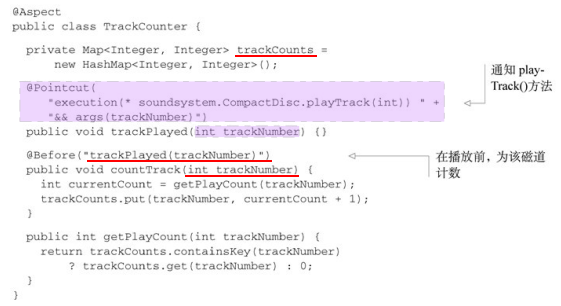 @Aspect
public class TrackCounter {
private Map<Integer, Integer> trackCounts =
new HashMap<Integer, Integer>();
@Pointcut(
"execution(* soundsystem.CompactDisc.playTrack(int)) " +
"&& args(trackNumber)")
public void trackPlayed(int trackNumber) {}
通知 play-
Track()方法
@Before("trackPlayed(trackNumber)")
public void countTrack(int trackNumber) {
int currentCount = getPlayCount(trackNumber);
trackCounts.put(trackNumber, currentCount + 1);
}
在播放前，为该磁道
计数
public int getPlayCount(int trackNumber) {
return trackCounts.containsKey(trackNumber)
? trackCounts.get(trackNumber) : 0;
}
}